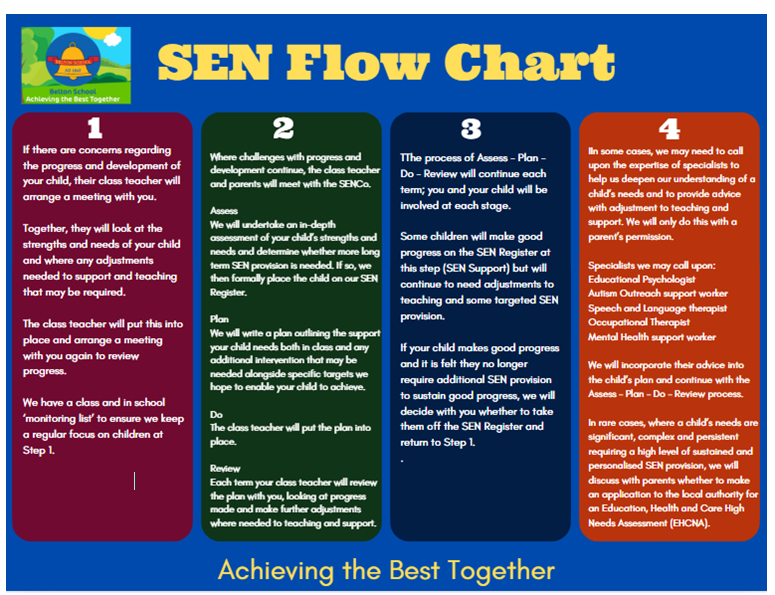 SEN Flow Chart
BELTON SCHOOL
Belton School
Achieving the Best Together
1
If there are concerns regarding
the progress and development of
your child, their class teacher will
arrange a meeting with you.
Together, they will look at the
strengths and needs of your child
and where any adjustments
needed to support and teaching
that may be required.
The class teacher will put this into
place and arrange a meeting
with you again to review
progress.
We have a class and in school
‘monitoring list’ to ensure we keep
a regular focus on children at
Step 1.
2
Where challenges with progress and
development continue, the class teacher
and parents will meet with the SENCo.
Assess
We will undertake an in-depth
assessment of your child’s strengths and
needs and determine whether more long
term SEN provision is needed. If so, we
then formally place the child on our SEN
Register.
Plan
We will write a plan outlining the support
your child needs both in class and any
additional intervention that may be
needed alongside specific targets we
hope to enable your child to achieve.
Do
The class teacher will put the plan into
place.
Review
Each term your class teacher will review
the plan with you, looking at progress
made and make further adjustments
where needed to teaching and support.
3
TThe process of Assess – Plan –
Do – Review will continue each
term; you and your child will be
involved at each stage.
Some children will make good
progress on the SEN Register at
this step (SEN Support) but will
continue to need adjustments to
teaching and some targeted SEN
provision.
If your child makes good progress
and it is felt they no longer
require additional SEN provision
to sustain good progress, we will
decide with you whether to take
them off the SEN Register and
return to Step 1.
.
4
IIn some cases, we may need to call
upon the expertise of specialists to
help us deepen our understanding of a
child’s needs and to provide advice
with adjustment to teaching and
support. We will only do this with a
parent’s permission.
Specialists we may call upon:
Educational Psychologist
Autism Outreach support worker
Speech and Language therapist
Occupational Therapist
Mental Health support worker
We will incorporate their advice into
the child’s plan and continue with the
Assess – Plan – Do – Review process.
In rare cases, where a child’s needs are
significant, complex and persistent
requiring a high level of sustained and
personalised SEN provision, we will
discuss with parents whether to make
an application to the local authority for
an Education, Health and Care High
Needs Assessment (EHCNA).
Achieving the Best Together